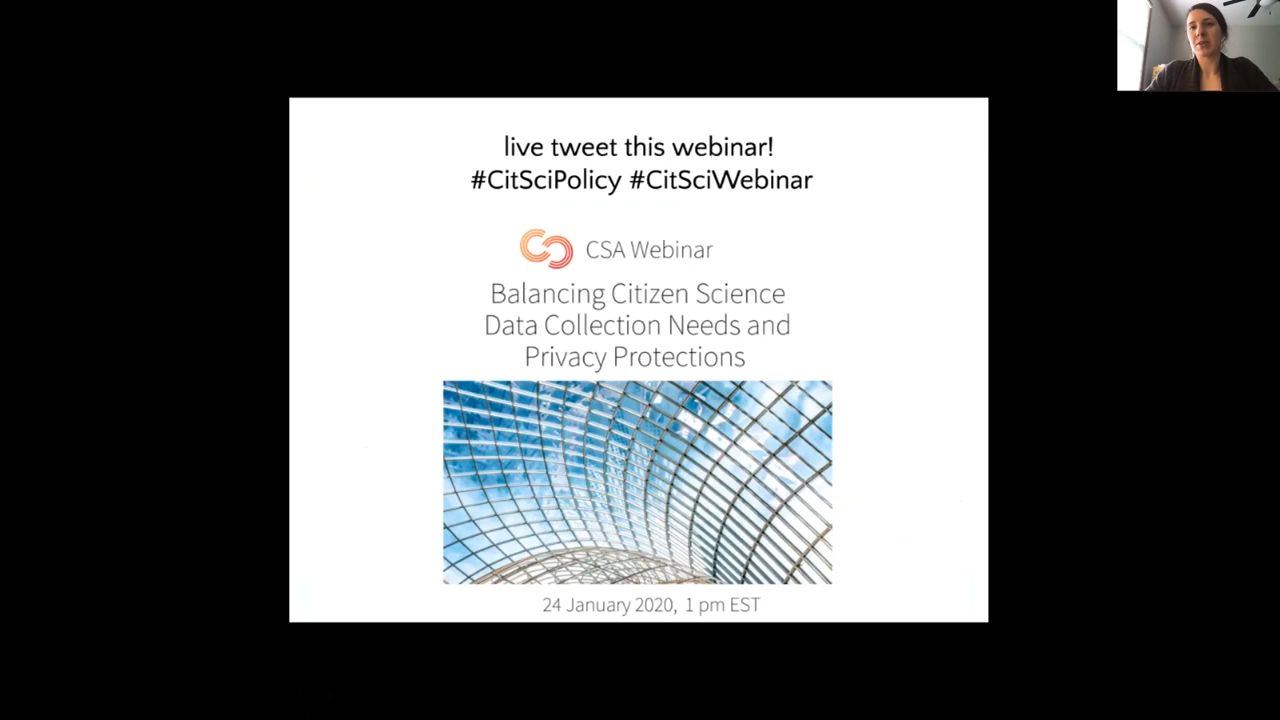 live tweet this webinar!
#CitSciPolicy #CitSciWebinar
CSA Webinar
Balancing Citizen Science
Data Collection Needs and
Privacy Protections
24 January 2020, 1 pm EST